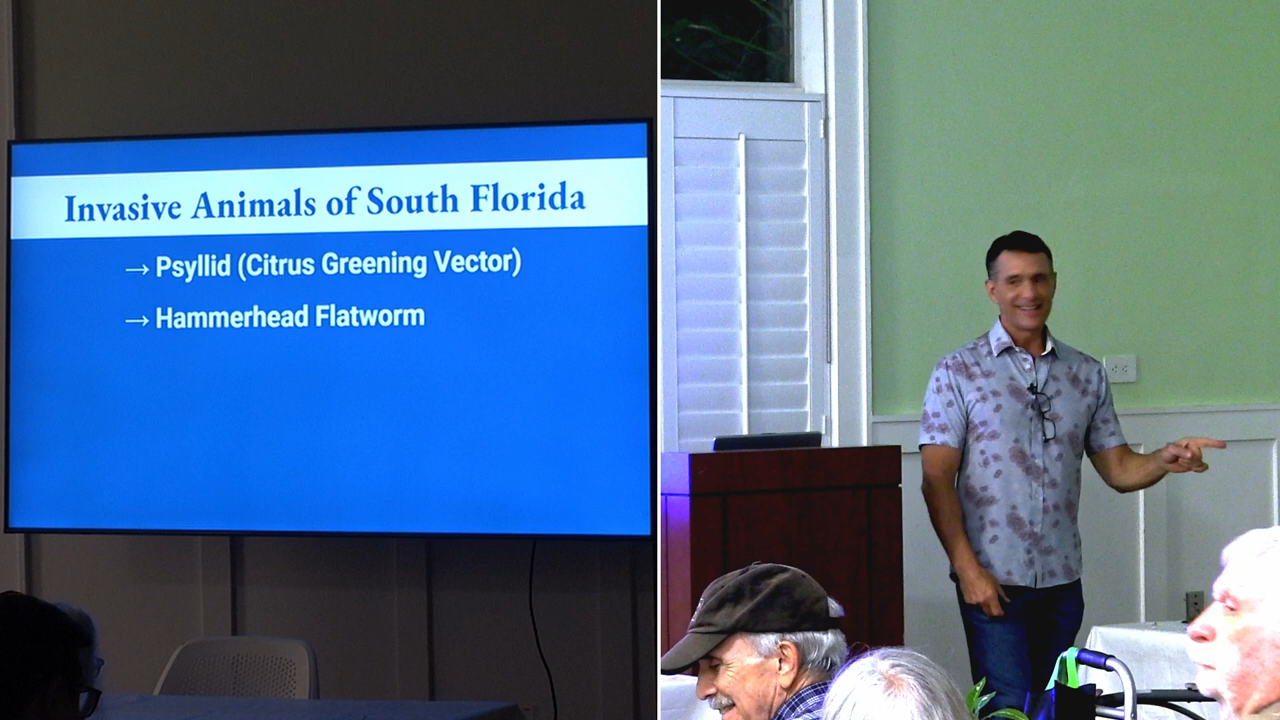 Invasive Animals of South Florida
→ Psyllid (Citrus Greening Vector)
→ Hammerhead Flatworm